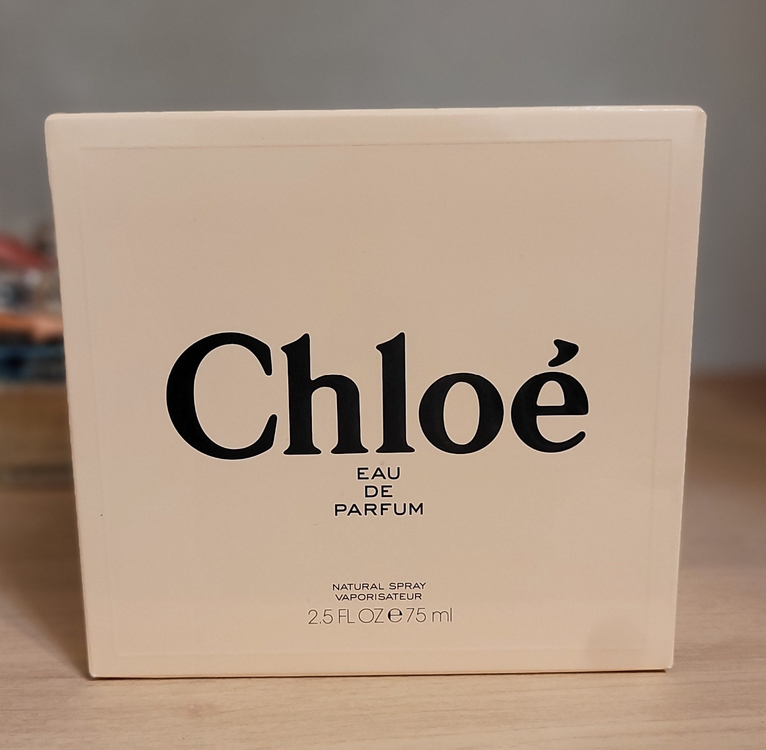 Chloé
EAU
DE
PARFUM
NATURAL SPRAY
VAPORISATEUR
2.5 FL OZ ℮ 75 ml